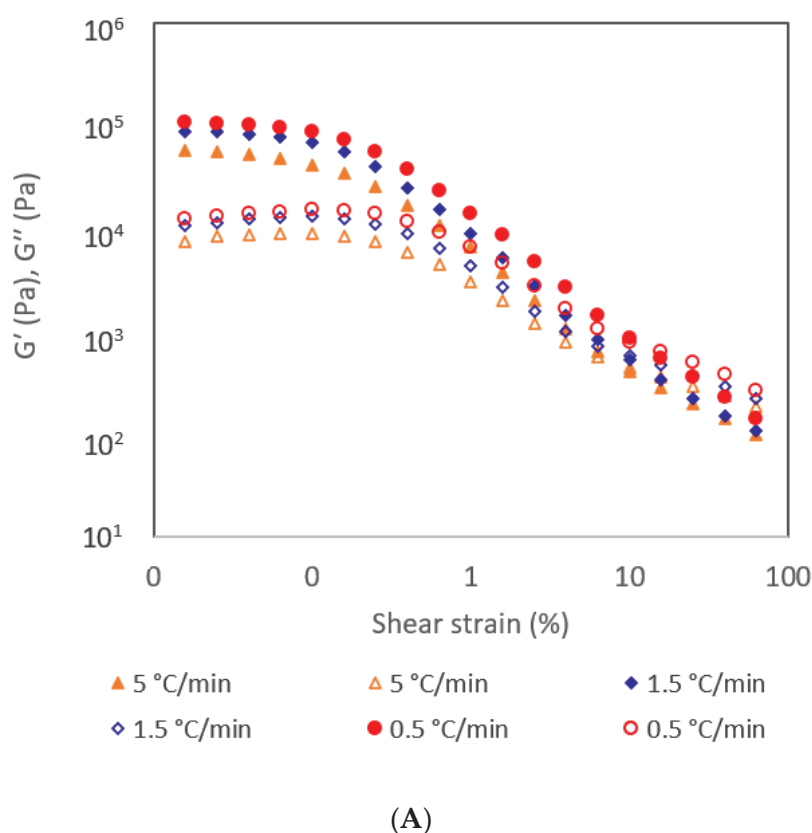 10⁶
10⁵
10⁴
10³
10²
10¹
G′ (Pa), G″ (Pa)
0 0 1 10 100
Shear strain (%)
5 °C/min 5 °C/min 1.5 °C/min
1.5 °C/min 0.5 °C/min 0.5 °C/min
(A)